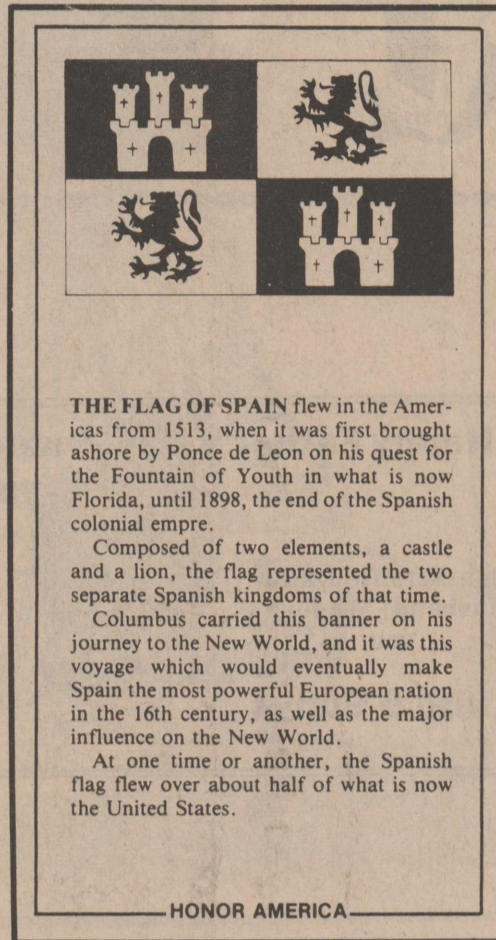 THE FLAG OF SPAIN flew in the Amer-
icas from 1513, when it was first brought
ashore by Ponce de Leon on his quest for
the Fountain of Youth in what is now
Florida, until 1898, the end of the Spanish
colonial empre.
Composed of two elements, a castle
and a lion, the flag represented the two
separate Spanish kingdoms of that time.
Columbus carried this banner on his
journey to the New World, and it was this
voyage which would eventually make
Spain the most powerful European nation
in the 16th century, as well as the major
influence on the New World.
At one time or another, the Spanish
flag flew over about half of what is now
the United States.
HONOR AMERICA